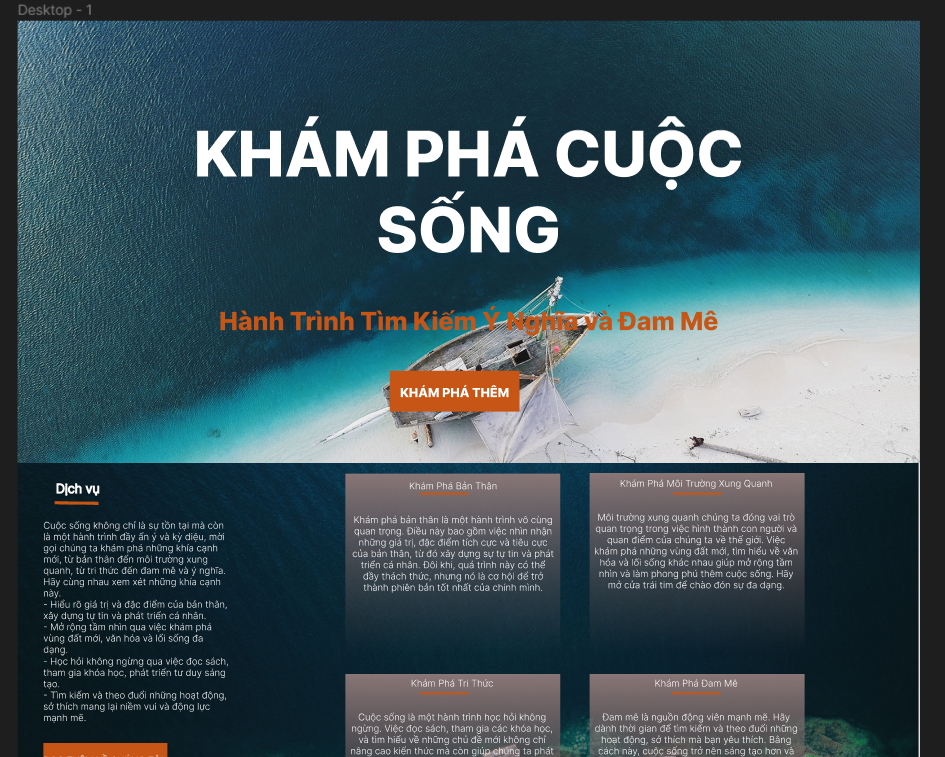 Desktop - 1
KHÁM PHÁ CUỘC
SỐNG
Hành Trình Tìm Kiếm Ý Nghĩa và Đam Mê
KHÁM PHÁ THÊM
Dịch vụ
Cuộc sống không chỉ là sự tồn tại mà còn
là một hành trình đầy ẩn ý và kỳ diệu, mời
gọi chúng ta khám phá những khía cạnh
mới, từ bản thân đến môi trường xung
quanh, từ tri thức đến đam mê và ý nghĩa.
Hãy cùng nhau xem xét những khía cạnh
này.
- Hiểu rõ giá trị và đặc điểm của bản thân,
xây dựng tự tin và phát triển cá nhân.
- Mở rộng tầm nhìn qua việc khám phá
vùng đất mới, văn hóa và lối sống đa
dạng.
- Học hỏi không ngừng qua việc đọc sách,
tham gia khóa học, phát triển tư duy sáng
tạo.
- Tìm kiếm và theo đuổi những hoạt động,
sở thích mang lại niềm vui và động lực
mạnh mẽ.
Khám Phá Bản Thân
Khám phá bản thân là một hành trình vô cùng
quan trọng. Điều này bao gồm việc nhìn nhận
những giá trị, đặc điểm tích cực và tiêu cực
của bản thân, từ đó xây dựng sự tự tin và phát
triển cá nhân. Đôi khi, quá trình này có thể
đầy thách thức, nhưng nó là cơ hội để trở
thành phiên bản tốt nhất của chính mình.
Khám Phá Môi Trường Xung Quanh
Môi trường xung quanh chúng ta đóng vai trò
quan trọng trong việc hình thành con người và
quan điểm của chúng ta về thế giới. Việc
khám phá những vùng đất mới, tìm hiểu về văn
hóa và lối sống khác nhau giúp mở rộng tầm
nhìn và làm phong phú thêm cuộc sống. Hãy
mở cửa trái tim để chào đón sự đa dạng.
Khám Phá Tri Thức
Cuộc sống là một hành trình học hỏi không
ngừng. Việc đọc sách, tham gia các khóa học,
và tìm hiểu về những chủ đề mới không chỉ
nâng cao kiến thức mà còn giúp chúng ta phát
Khám Phá Đam Mê
Đam mê là nguồn động viên mạnh mẽ. Hãy
dành thời gian để tìm kiếm và theo đuổi những
hoạt động, sở thích mà bạn yêu thích. Bằng
cách này, cuộc sống trở nên sáng tạo hơn và